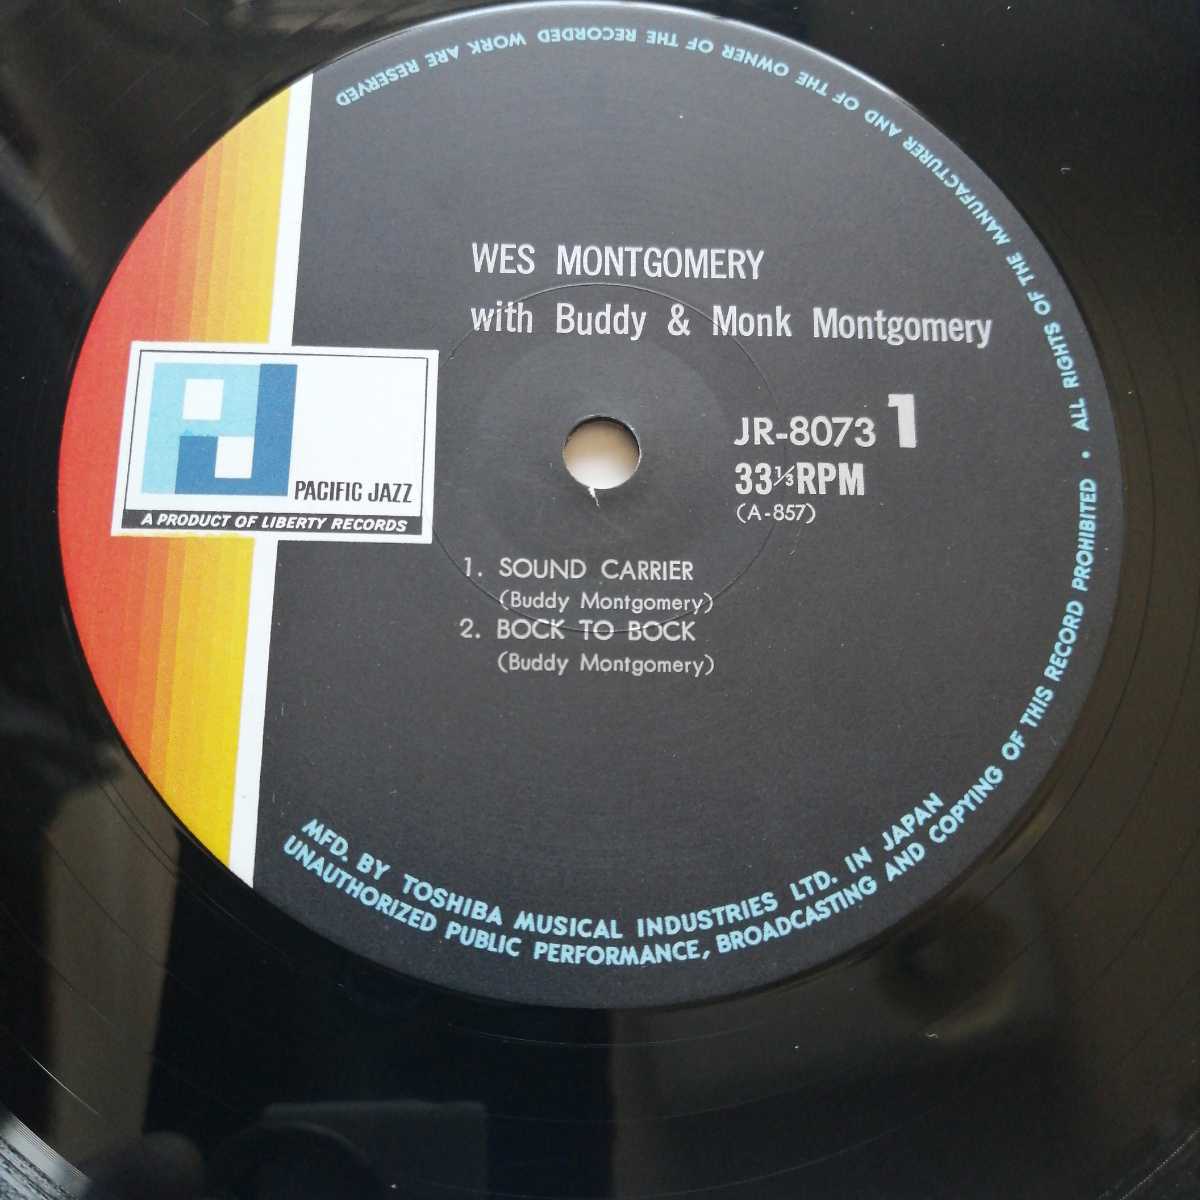 WES MONTGOMERY
with Buddy & Monk Montgomery
JR-8073 1
33⅓RPM
(A-857)
PACIFIC JAZZ
A PRODUCT OF LIBERTY RECORDS
1. SOUND CARRIER
(Buddy Montgomery)
2. BOCK TO BOCK
(Buddy Montgomery)
MFD. BY TOSHIBA MUSICAL INDUSTRIES LTD. IN JAPAN
UNAUTHORIZED PUBLIC PERFORMANCE, BROADCASTING AND COPYING OF THIS RECORD PROHIBITED • ALL RIGHTS OF THE MANUFACTURER AND OF THE OWNER OF THE RECORDED WORK ARE RESERVED